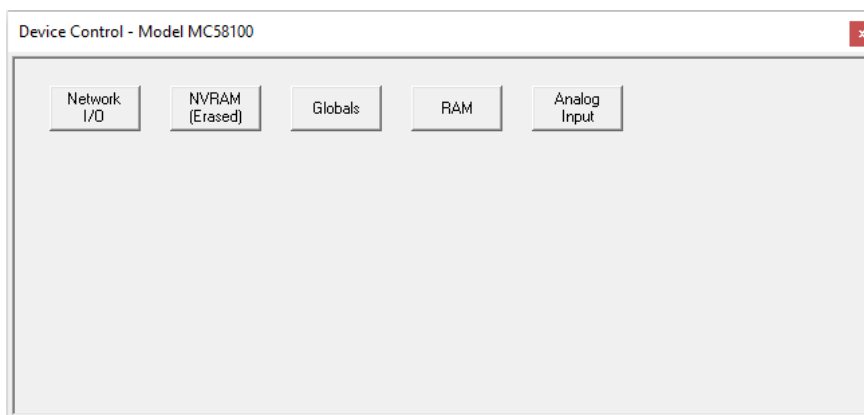 Device Control - Model MC58100
x
Network
I/O
NVRAM
(Erased)
Globals
RAM
Analog
Input